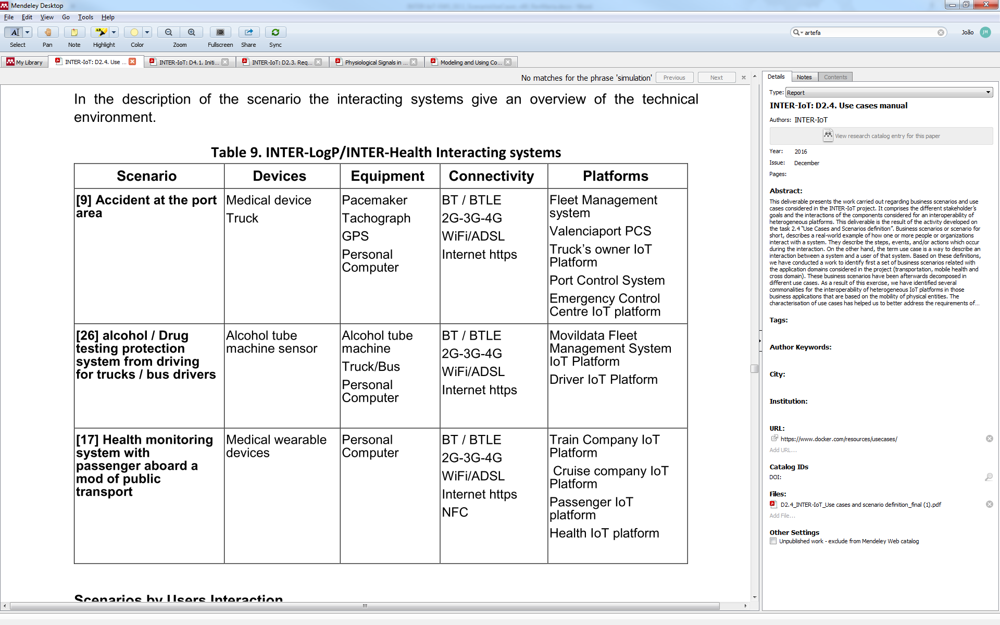 Mendeley Desktop
File Edit View Go Tools Help
Select Pan Note Highlight Color Zoom Fullscreen Share Sync
artefa
João JM
My Library
INTER-IoT: D2.4. Use ...
INTER-IoT: D4.1. Initi...
INTER-IoT: D2.3. Req...
Physiological Signals in ...
Modeling and Using Co...
No matches for the phrase 'simulation' Previous Next
In the description of the scenario the interacting systems give an overview of the technical
environment.
Table 9. INTER-LogP/INTER-Health Interacting systems
Scenario Devices Equipment Connectivity Platforms
[9] Accident at the port
area
Medical device
Truck
Pacemaker
Tachograph
GPS
Personal
Computer
BT / BTLE
2G-3G-4G
WiFi/ADSL
Internet https
Fleet Management
system
Valenciaport PCS
Truck’s owner IoT
Platform
Port Control System
Emergency Control
Centre IoT platform
[26] alcohol / Drug
testing protection
system from driving
for trucks / bus drivers
Alcohol tube
machine sensor
Alcohol tube
machine
Truck/Bus
Personal
Computer
BT / BTLE
2G-3G-4G
WiFi/ADSL
Internet https
Movildata Fleet
Management System
IoT Platform
Driver IoT Platform
[17] Health monitoring
system with
passenger aboard a
mod of public
transport
Medical wearable
devices
Personal
Computer
BT / BTLE
2G-3G-4G
WiFi/ADSL
Internet https
NFC
Train Company IoT
Platform
Cruise company IoT
Platform
Passenger IoT
platform
Health IoT platform
Scenarios by Users Interaction
Details Notes Contents
Type: Report
INTER-IoT: D2.4. Use cases manual
Authors: INTER-IoT
View research catalog entry for this paper
Year: 2016
Issue: December
Pages:
Abstract:
This deliverable presents the work carried out regarding business scenarios and use
cases considered in the INTER-IoT project. It comprises the different stakeholder’s
goals and the interactions of the components considered for an interoperability of
heterogeneous platforms. This deliverable is the result of the activity developed on
the task 2.4 “Use Cases and Scenarios definition”. Business scenarios or scenario for
short, describes a real-world example of how one or more people or organizations
interact with a system. They describe the steps, events, and/or actions which occur
during the interaction. On the other hand, the term use case is a way to describe an
interaction between a system and a user of that system. Based on these definitions,
we have conducted a work to identify first a set of business scenarios related with
the application domains considered in the project (transportation, mobile health and
cross domain). These business scenarios have been afterwards decomposed in
different use cases. As a result of this exercise, we have identified several
commonalities for the interoperability of heterogeneous IoT platforms in those
business applications that are based on the mobility of physical entities. The
characterisation of use cases has helped us to better address the requirements of...
Tags:
Author Keywords:
City:
Institution:
URL:
https://www.docker.com/resources/usecases/
Add URL...
Catalog IDs
DOI:
Files:
D2.4_INTER-IoT_Use cases and scenario definition_final (1).pdf
Add File...
Other Settings
Unpublished work - exclude from Mendeley Web catalog